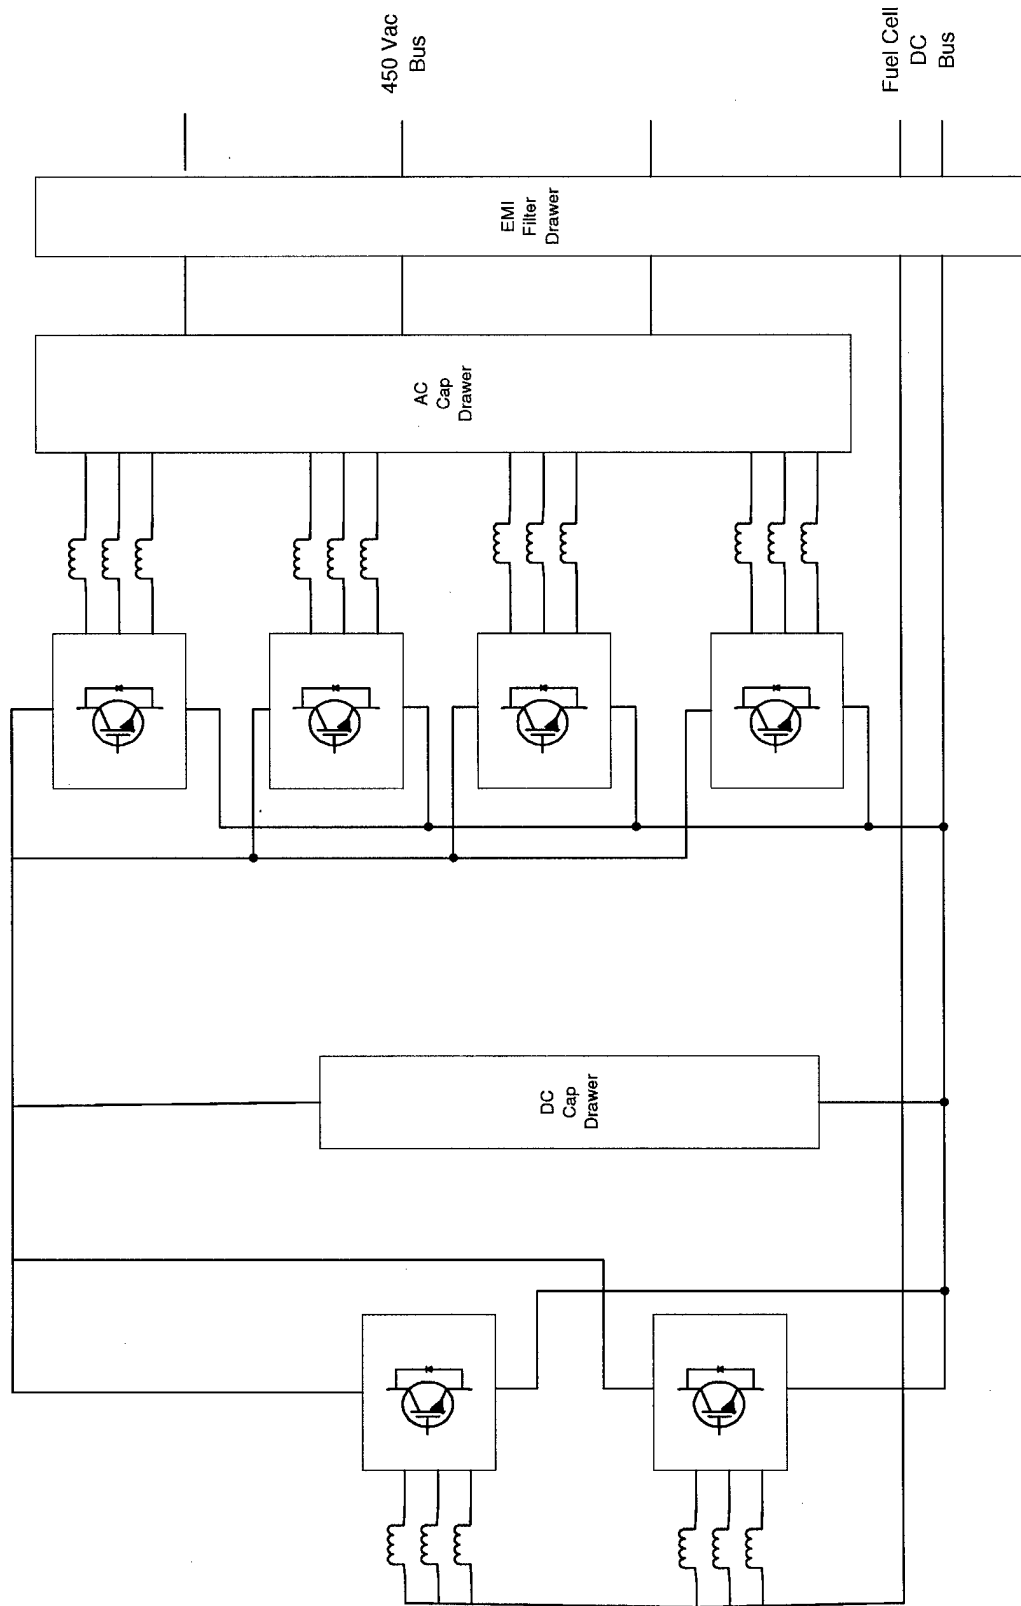 450 Vac
Bus
Fuel Cell
DC
Bus
EMI
Filter
Drawer
AC
Cap
Drawer
DC
Cap
Drawer